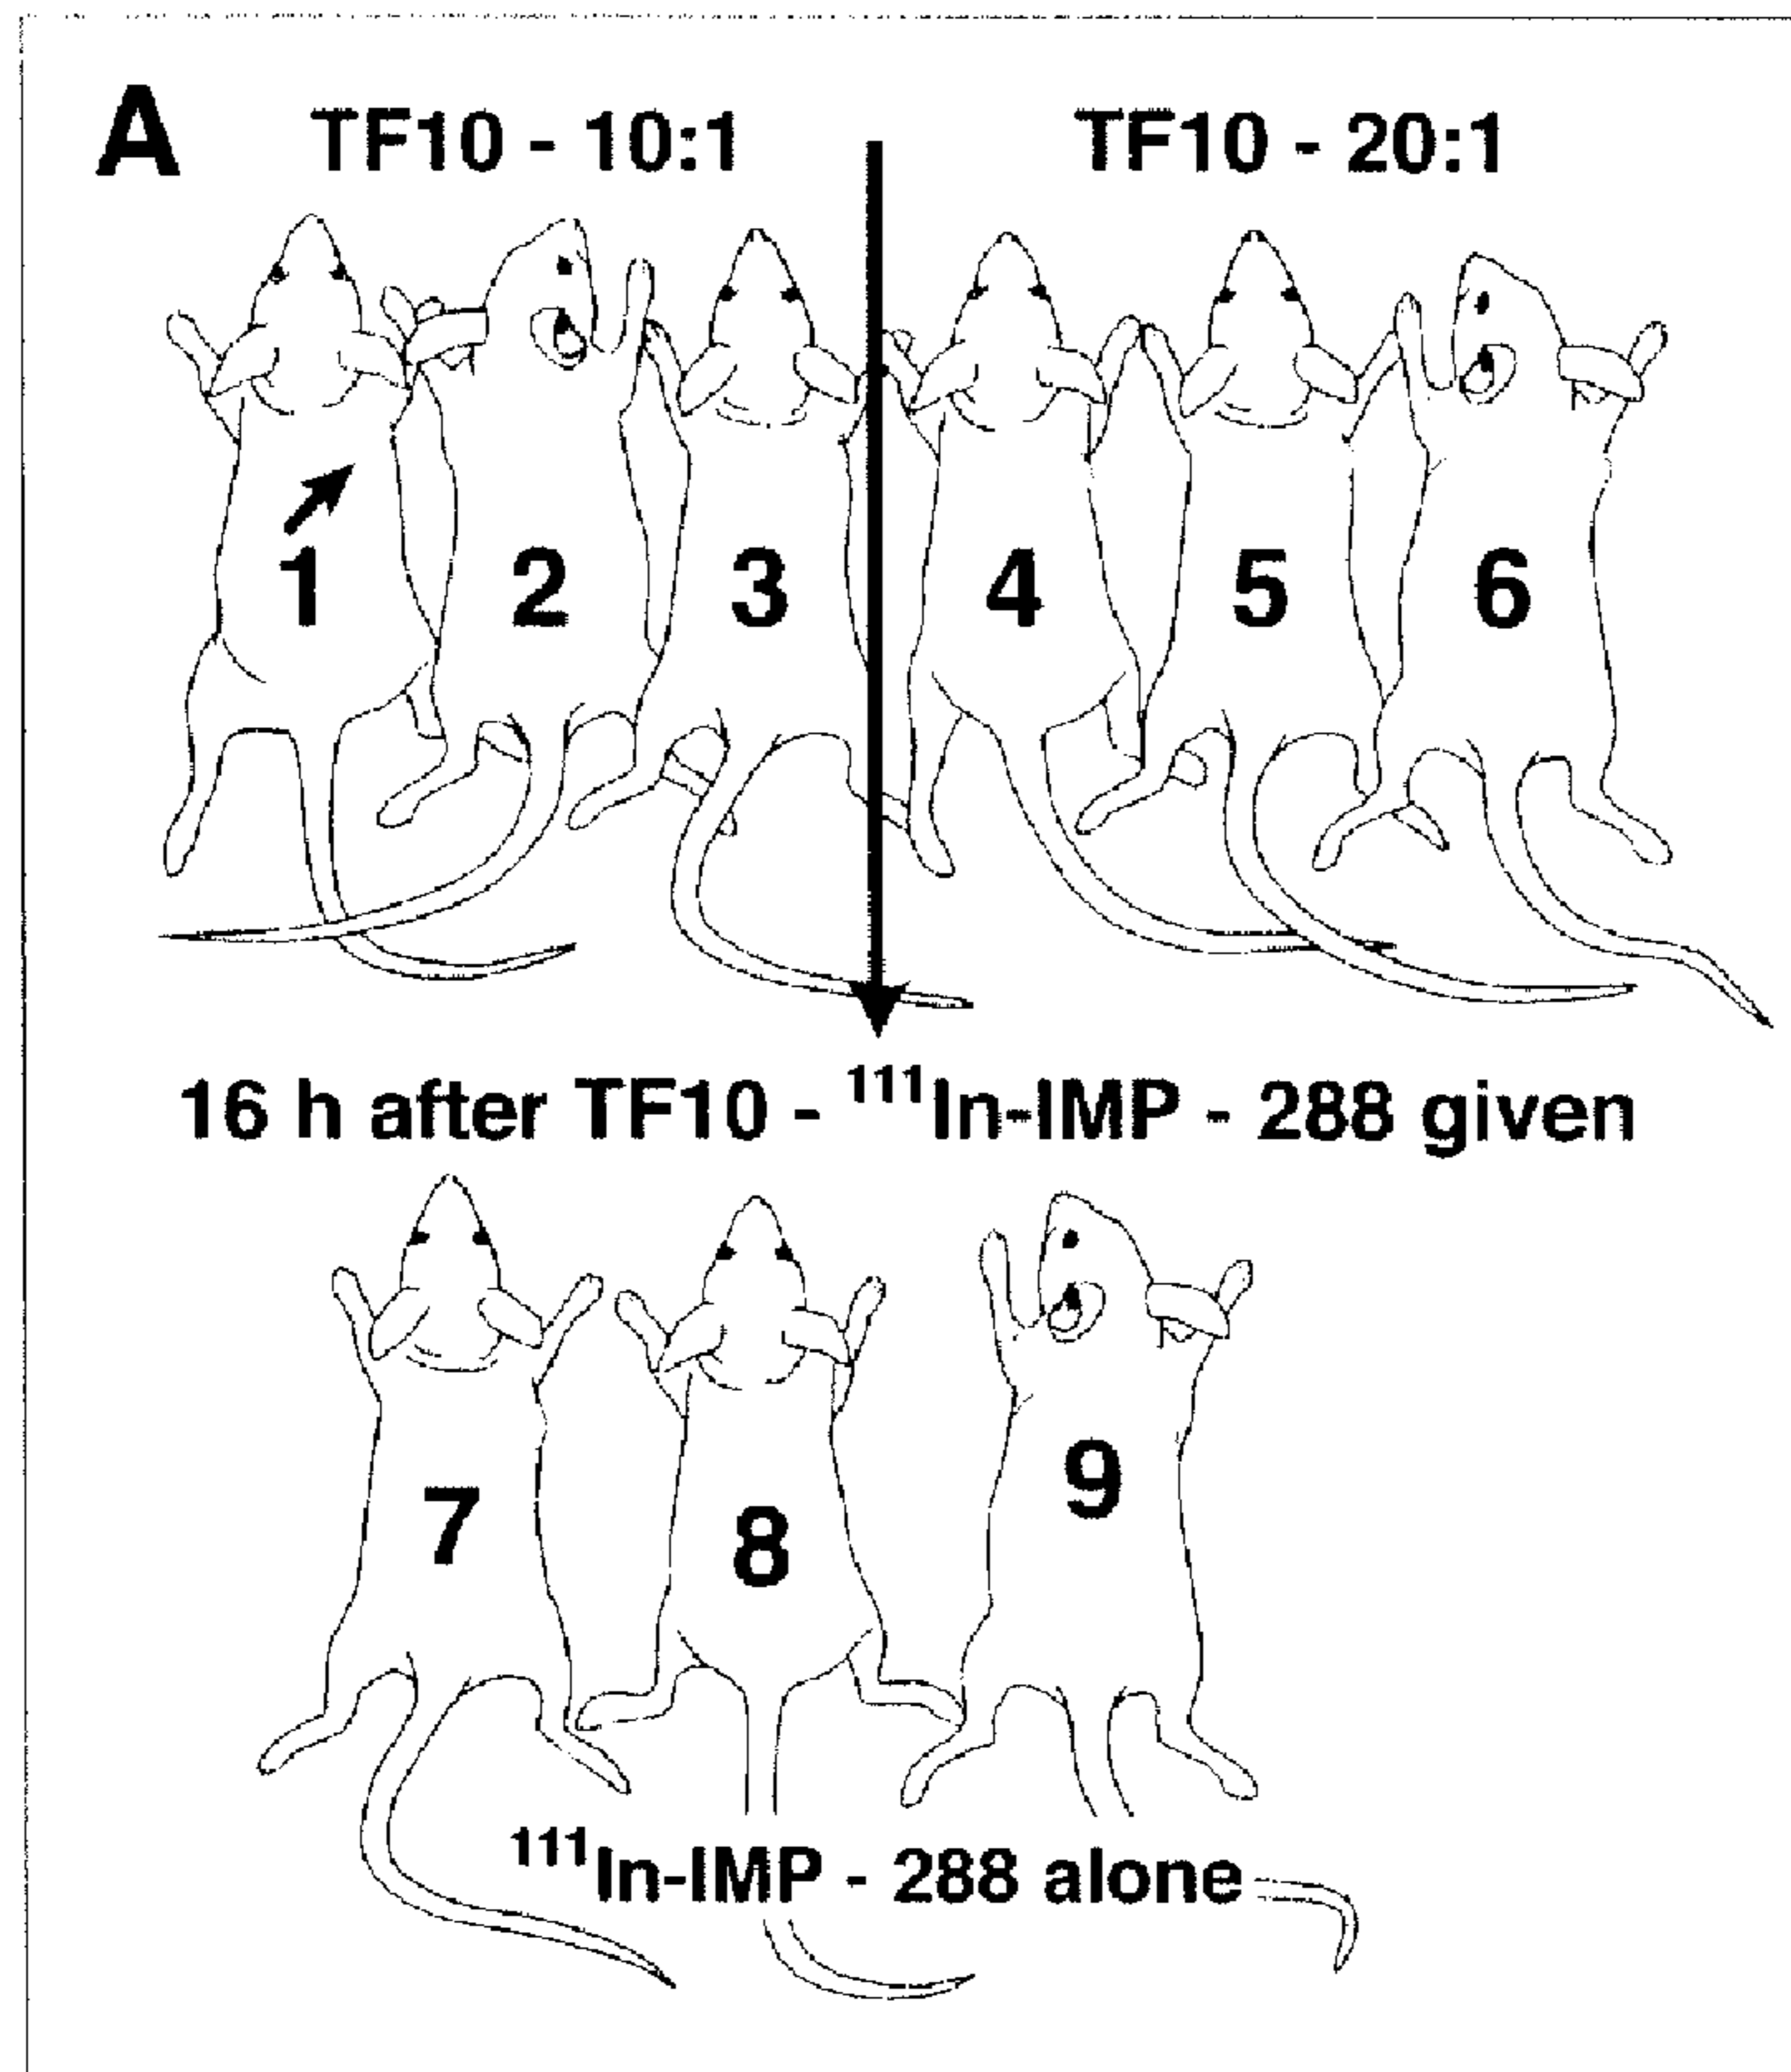 A TF10 - 10:1 TF10 - 20:1
1 2 3 4 5 6
16 h after TF10 - ¹¹¹In-IMP - 288 given
7 8 9
¹¹¹In-IMP - 288 alone